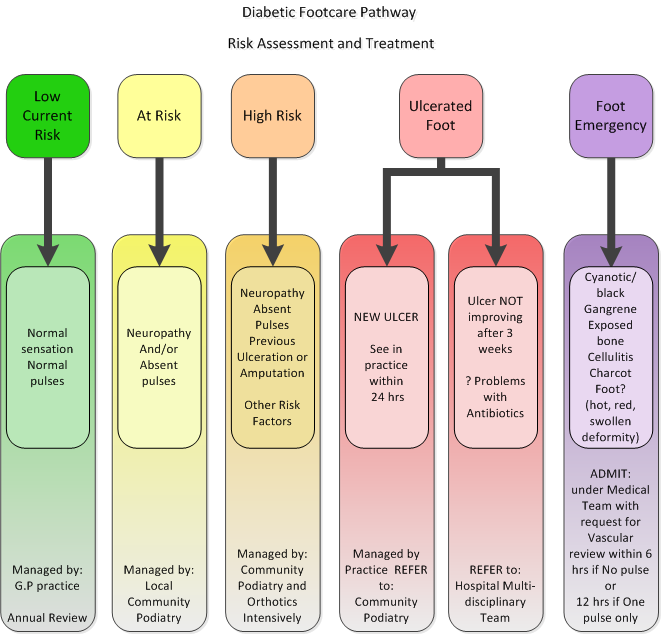 Diabetic Footcare Pathway
Risk Assessment and Treatment
Low
Current
Risk
At Risk
High Risk
Ulcerated
Foot
Foot
Emergency
Normal
sensation
Normal
pulses
Neuropathy
And/or
Absent
pulses
Neuropathy
Absent
Pulses
Previous
Ulceration or
Amputation
Other Risk
Factors
NEW ULCER
See in
practice
within
24 hrs
Ulcer NOT
improving
after 3
weeks
? Problems
with
Antibiotics
Cyanotic/
black
Gangrene
Exposed
bone
Cellulitis
Charcot
Foot?
(hot, red,
swollen
deformity)
Managed by:
G.P practice
Annual Review
Managed by:
Local
Community
Podiatry
Managed by:
Community
Podiatry and
Orthotics
Intensively
Managed by
Practice REFER
to:
Community
Podiatry
REFER to:
Hospital Multi-
disciplinary
Team
ADMIT:
under Medical
Team with
request for
Vascular
review within 6
hrs if No pulse
or
12 hrs if One
pulse only